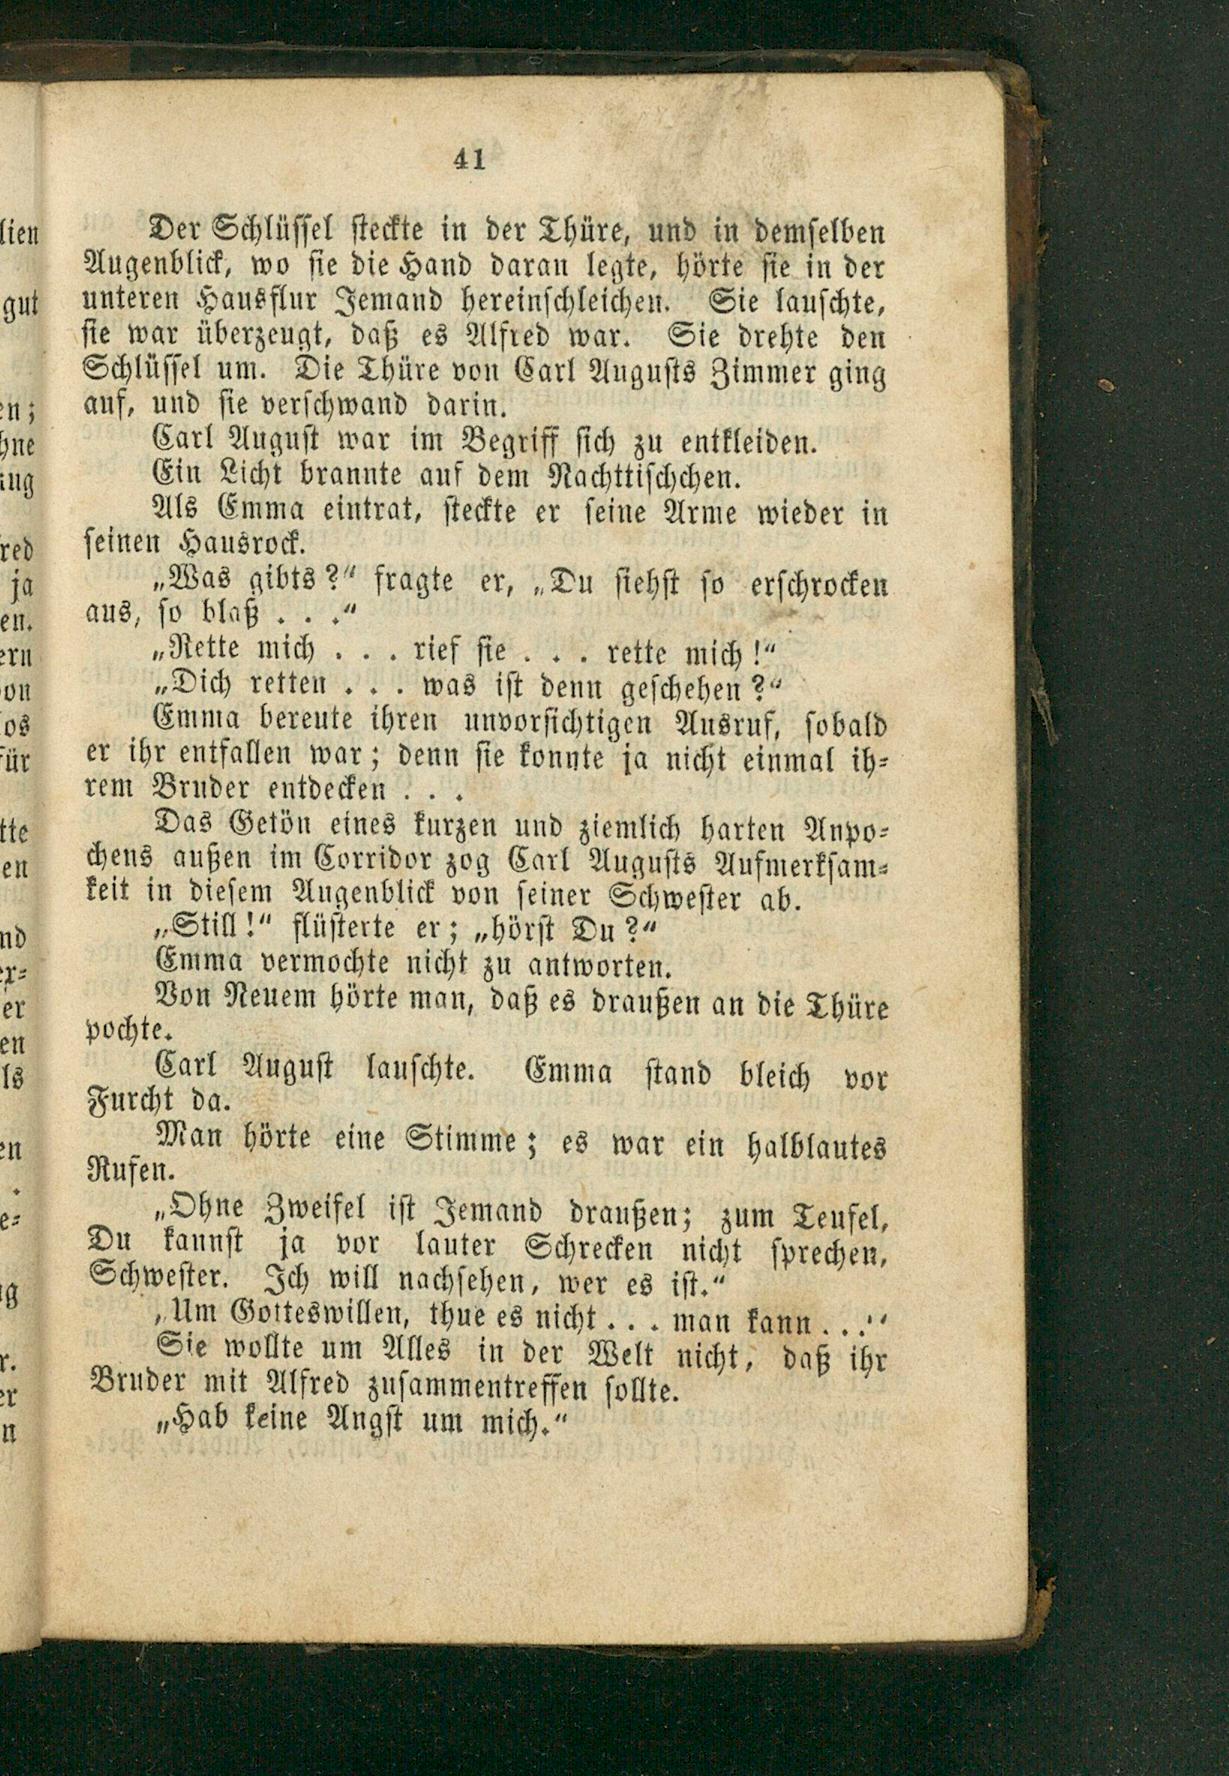 41
Der Schlüssel steckte in der Thüre, und in demselben
Augenblick, wo sie die Hand daran legte, hörte sie in der
unteren Hausflur Jemand hereinschleichen. Sie lauschte,
sie war überzeugt, daß es Alfred war. Sie drehte den
Schlüssel um. Die Thüre von Carl Augusts Zimmer ging
auf, und sie verschwand darin.
Carl August war im Begriff sich zu entkleiden.
Ein Licht brannte auf dem Nachttischchen.
Als Emma eintrat, steckte er seine Arme wieder in
seinen Hausrock.
„Was gibts?“ fragte er, „Du siehst so erschrocken
aus, so blaß . . .“
„Rette mich . . . rief sie . . . rette mich!“
„Dich retten . . . was ist denn geschehen?“
Emma bereute ihren unvorsichtigen Ausruf, sobald
er ihr entfallen war; denn sie konnte ja nicht einmal ih-
rem Bruder entdecken . . .
Das Getön eines kurzen und ziemlich harten Anpo-
chens außen im Corridor zog Carl Augusts Aufmerksam-
keit in diesem Augenblick von seiner Schwester ab.
„Still!“ flüsterte er; „hörst Du?“
Emma vermochte nicht zu antworten.
Von Neuem hörte man, daß es draußen an die Thüre
pochte.
Carl August lauschte. Emma stand bleich vor
Furcht da.
Man hörte eine Stimme; es war ein halblautes
Rufen.
„Ohne Zweifel ist Jemand draußen; zum Teufel,
Du kannst ja vor lauter Schrecken nicht sprechen,
Schwester. Ich will nachsehen, wer es ist.“
„Um Gotteswillen, thue es nicht . . . man kann . . .“
Sie wollte um Alles in der Welt nicht, daß ihr
Bruder mit Alfred zusammentreffen sollte.
„Hab keine Angst um mich.“